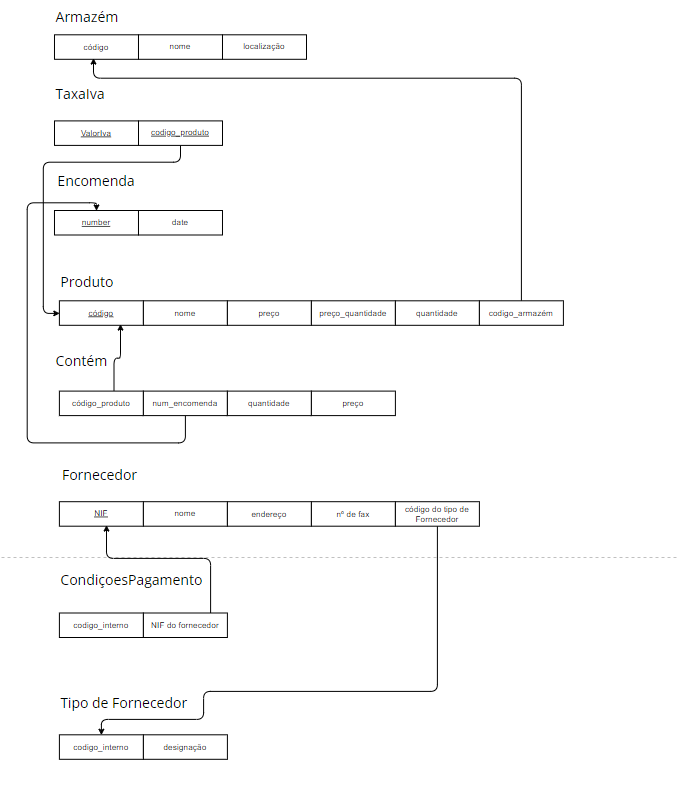 Armazém
código nome localização
TaxaIva
ValorIva codigo_produto
Encomenda
number date
Produto
código nome preço preço_quantidade quantidade codigo_armazém
Contém
código_produto num_encomenda quantidade preço
Fornecedor
NIF nome endereço nº de fax código do tipo de
Fornecedor
CondiçoesPagamento
codigo_interno NIF do fornecedor
Tipo de Fornecedor
codigo_interno designação